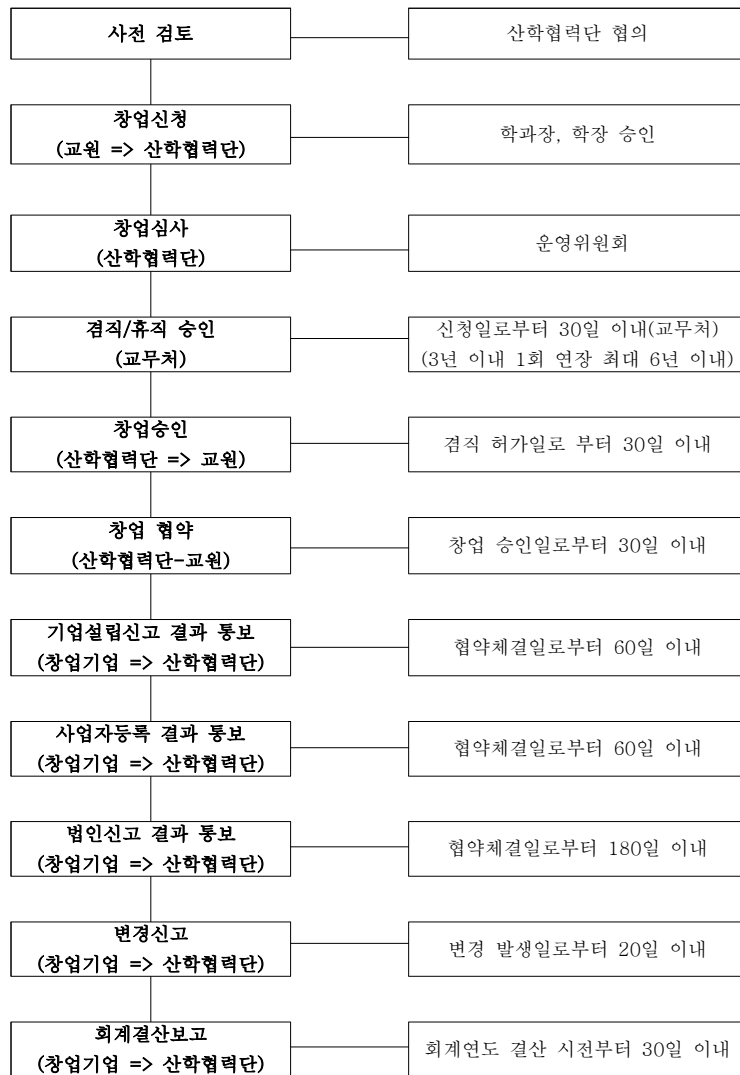 사전 검토
산학협력단 협의
창업신청
(교원 => 산학협력단)
학과장, 학장 승인
창업심사
(산학협력단)
운영위원회
겸직/휴직 승인
(교무처)
신청일로부터 30일 이내(교무처)
(3년 이내 1회 연장 최대 6년 이내)
창업승인
(산학협력단 => 교원)
겸직 허가일로 부터 30일 이내
창업 협약
(산학협력단-교원)
창업 승인일로부터 30일 이내
기업설립신고 결과 통보
(창업기업 => 산학협력단)
협약체결일로부터 60일 이내
사업자등록 결과 통보
(창업기업 => 산학협력단)
협약체결일로부터 60일 이내
법인신고 결과 통보
(창업기업 => 산학협력단)
협약체결일로부터 180일 이내
변경신고
(창업기업 => 산학협력단)
변경 발생일로부터 20일 이내
회계결산보고
(창업기업 => 산학협력단)
회계연도 결산 시전부터 30일 이내